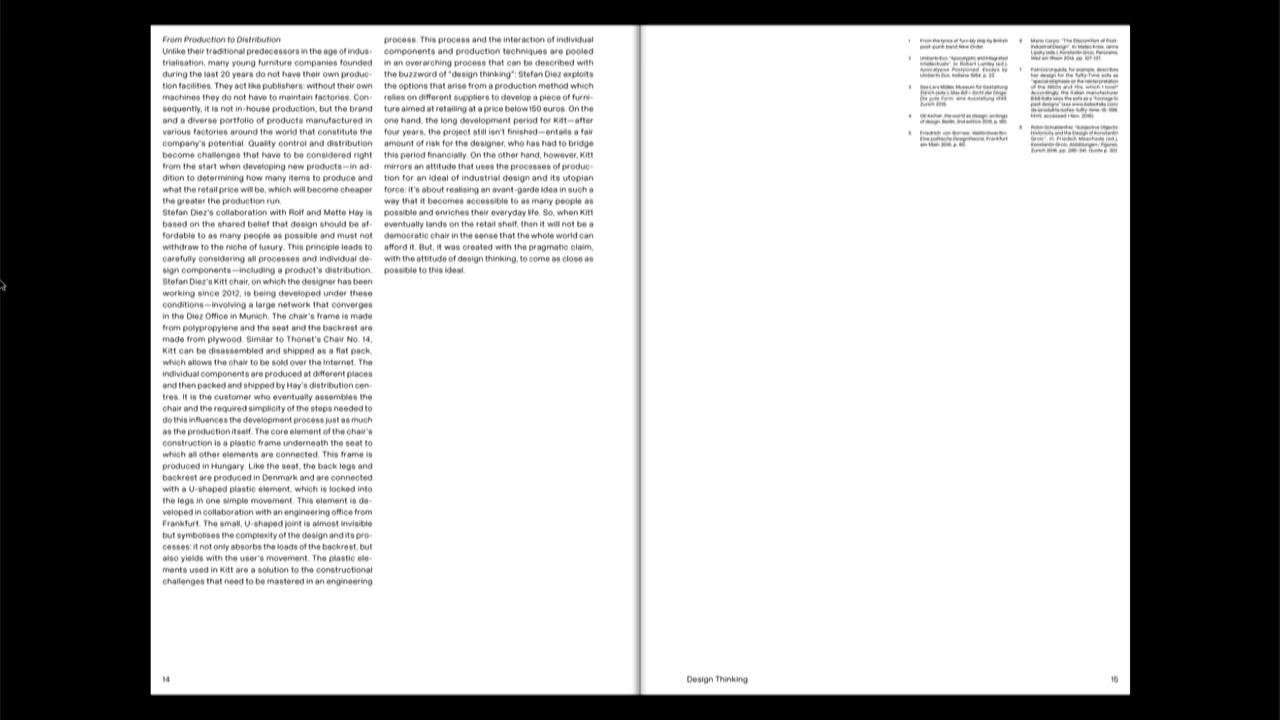 From Production to Distribution
Unlike their traditional predecessors in the age of indus-
trialisation, many young furniture companies founded
during the last 20 years do not have their own produc-
tion facilities. They act like publishers: without their own
machines they do not have to maintain factories. Con-
sequently, it is not in-house production, but the brand
and a diverse portfolio of products manufactured in
various factories around the world that constitute the
company's potential. Quality control and distribution
become challenges that have to be considered right
from the start when developing new products—in ad-
dition to determining how many items to produce and
what the retail price will be, which will become cheaper
the greater the production run.
Stefan Diez's collaboration with Rolf and Mette Hay is
based on the shared belief that design should be af-
fordable to as many people as possible and must not
withdraw to the niche of luxury. This principle leads to
carefully considering all processes and individual de-
sign components—including a product's distribution.
Stefan Diez's Kitt chair, on which the designer has been
working since 2012, is being developed under these
conditions—involving a large network that converges
in the Diez Office in Munich. The chair's frame is made
from polypropylene and the seat and the backrest are
made from plywood. Similar to Thonet's Chair No. 14,
Kitt can be disassembled and shipped as a flat pack,
which allows the chair to be sold over the Internet. The
individual components are produced at different places
and then packed and shipped by Hay's distribution cen-
tres. It is the customer who eventually assembles the
chair and the required simplicity of the steps needed to
do this influences the development process just as much
as the production itself. The core element of the chair's
construction is a plastic frame underneath the seat to
which all other elements are connected. This frame is
produced in Hungary. Like the seat, the back legs and
backrest are produced in Denmark and are connected
with a U-shaped plastic element, which is locked into
the legs in one simple movement. This element is de-
veloped in collaboration with an engineering office from
Frankfurt. The small, U-shaped joint is almost invisible
but symbolises the complexity of the design and its pro-
cesses: it not only absorbs the loads of the backrest, but
also yields with the user's movement. The plastic ele-
ments used in Kitt are a solution to the constructional
challenges that need to be mastered in an engineering
process. This process and the interaction of individual
components and production techniques are pooled
in an overarching process that can be described with
the buzzword of "design thinking": Stefan Diez exploits
the options that arise from a production method which
relies on different suppliers to develop a piece of furni-
ture aimed at retailing at a price below 150 euros. On the
one hand, the long development period for Kitt—after
four years, the project still isn't finished—entails a fair
amount of risk for the designer, who has had to bridge
this period financially. On the other hand, however, Kitt
mirrors an attitude that uses the processes of produc-
tion for an ideal of industrial design and its utopian
force: it's about realising an avant-garde idea in such a
way that it becomes accessible to as many people as
possible and enriches their everyday life. So, when Kitt
eventually lands on the retail shelf, then it will not be a
democratic chair in the sense that the whole world can
afford it. But, it was created with the pragmatic claim,
with the attitude of design thinking, to come as close as
possible to this ideal.
1 From the lyrics of Turn My Way by British
post-punk band New Order
14
Design Thinking
15